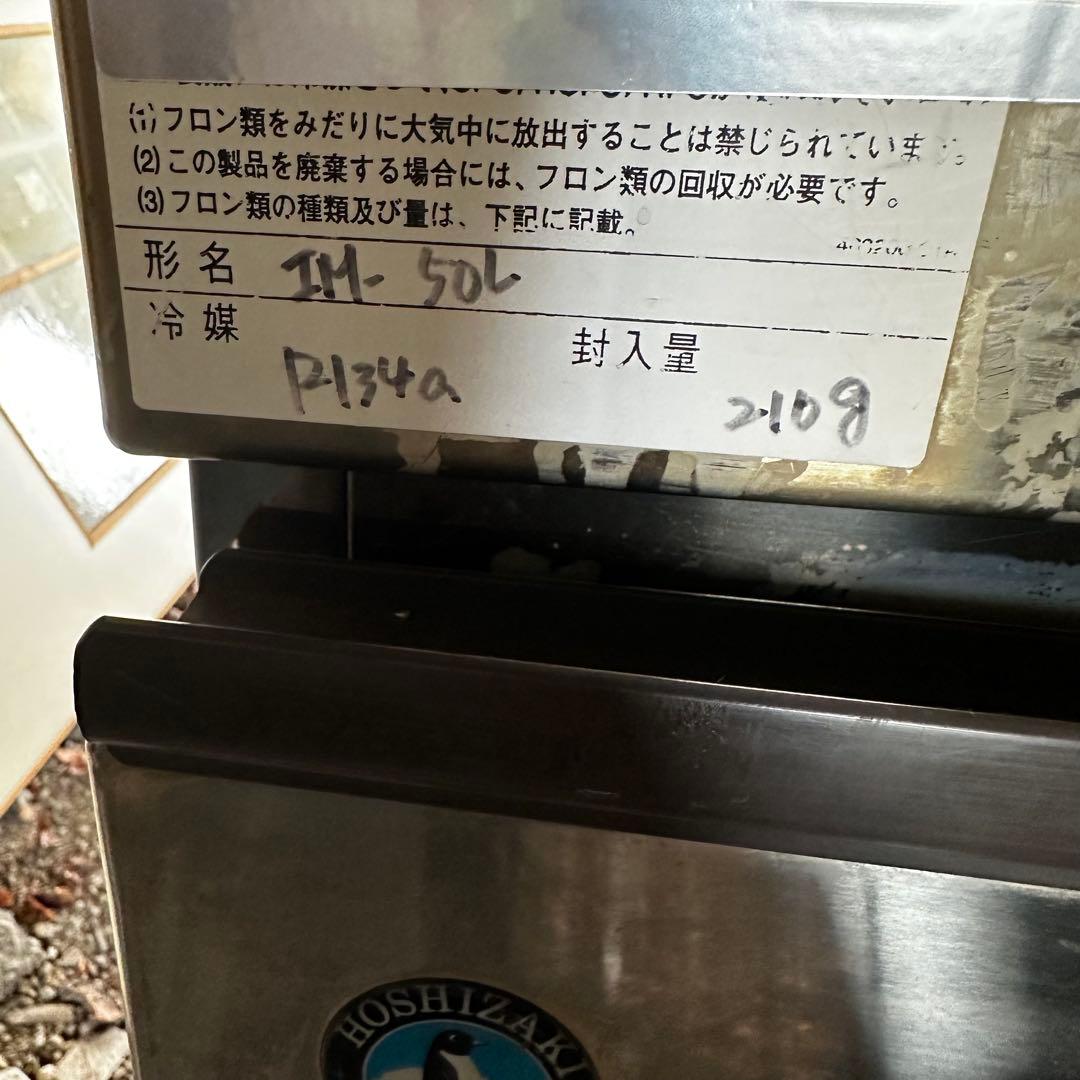 (1)フロン類をみだりに大気中に放出することは禁じられています。
(2)この製品を廃棄する場合には、フロン類の回収が必要です。
(3)フロン類の種類及び量は、下記に記載。
形名 IM-50L
冷媒 R134a 封入量 210g
HOSHIZAKI